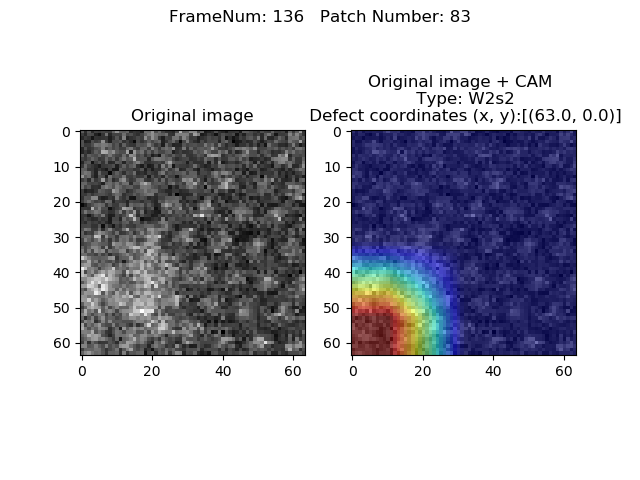 FrameNum: 136   Patch Number: 83
Original image
Original image + CAM
Type: W2s2
Defect coordinates (x, y):[(63.0, 0.0)]
0
10
20
30
40
50
60
0 20 40 60
0
10
20
30
40
50
60
0 20 40 60